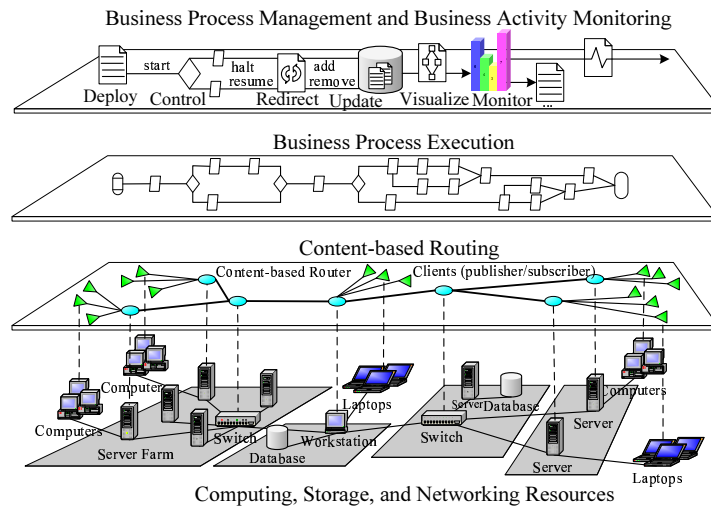 Business Process Management and Business Activity Monitoring
start
halt
resume
add
remove
Deploy
Control
Redirect
Update
Visualize
Monitor
...
Business Process Execution
Content-based Routing
Content-based Router
Clients (publisher/subscriber)
Computer
Laptops
Server
Database
Computers
Computers
Switch
Workstation
Switch
Server
Server Farm
Database
Server
Laptops
Computing, Storage, and Networking Resources